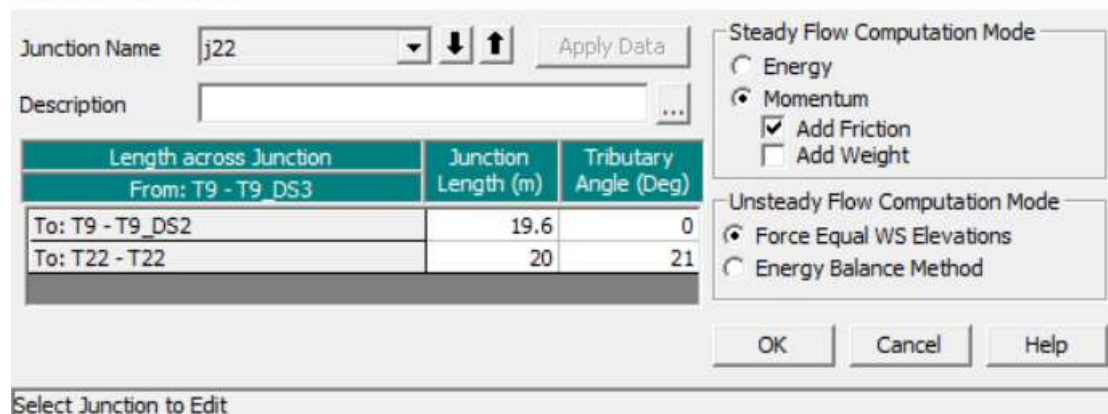 Junction Name j22 Apply Data
Description ...
Length across Junction Junction Length (m) Tributary Angle (Deg)
From: T9 - T9_DS3
To: T9 - T9_DS2 19.6 0
To: T22 - T22 20 21
Steady Flow Computation Mode
Energy
Momentum
Add Friction
Add Weight
Unsteady Flow Computation Mode
Force Equal WS Elevations
Energy Balance Method
OK Cancel Help
Select Junction to Edit